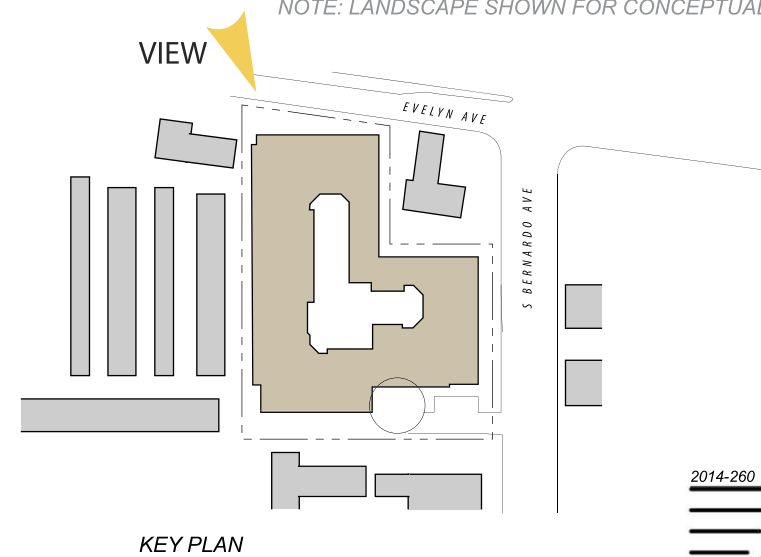 NOTE: LANDSCAPE SHOWN FOR CONCEPTUAL
VIEW
EVELYN AVE
S BERNARDO AVE
2014-260
KEY PLAN